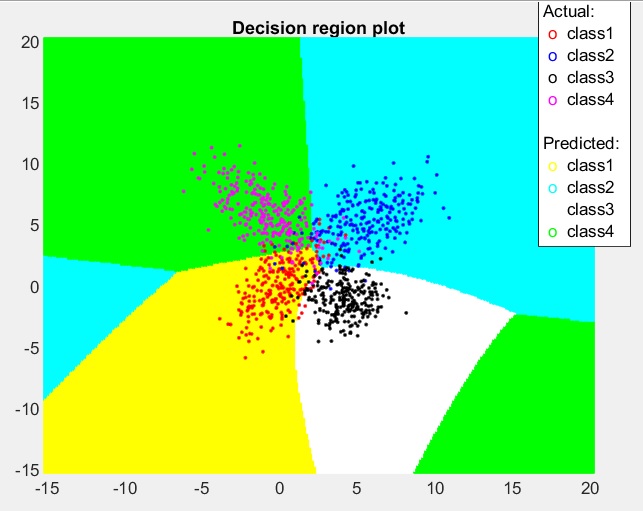 Decision region plot
Actual:
o class1
o class2
o class3
o class4
Predicted:
o class1
o class2
class3
o class4
20
15
10
5
0
-5
-10
-15
-15 -10 -5 0 5 10 15 20